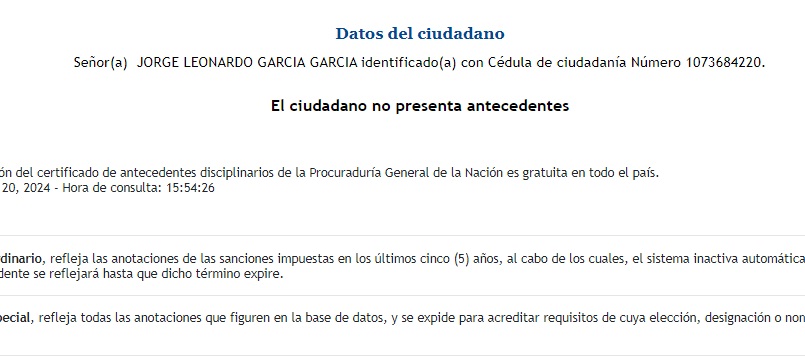 Datos del ciudadano
Señor(a) JORGE LEONARDO GARCIA GARCIA identificado(a) con Cédula de ciudadanía Número 1073684220.
El ciudadano no presenta antecedentes
ón del certificado de antecedentes disciplinarios de la Procuraduría General de la Nación es gratuita en todo el país.
20, 2024 - Hora de consulta: 15:54:26
dinario, refleja las anotaciones de las sanciones impuestas en los últimos cinco (5) años, al cabo de los cuales, el sistema inactiva automática
dente se reflejará hasta que dicho término expire.
pecial, refleja todas las anotaciones que figuren en la base de datos, y se expide para acreditar requisitos de cuya elección, designación o non